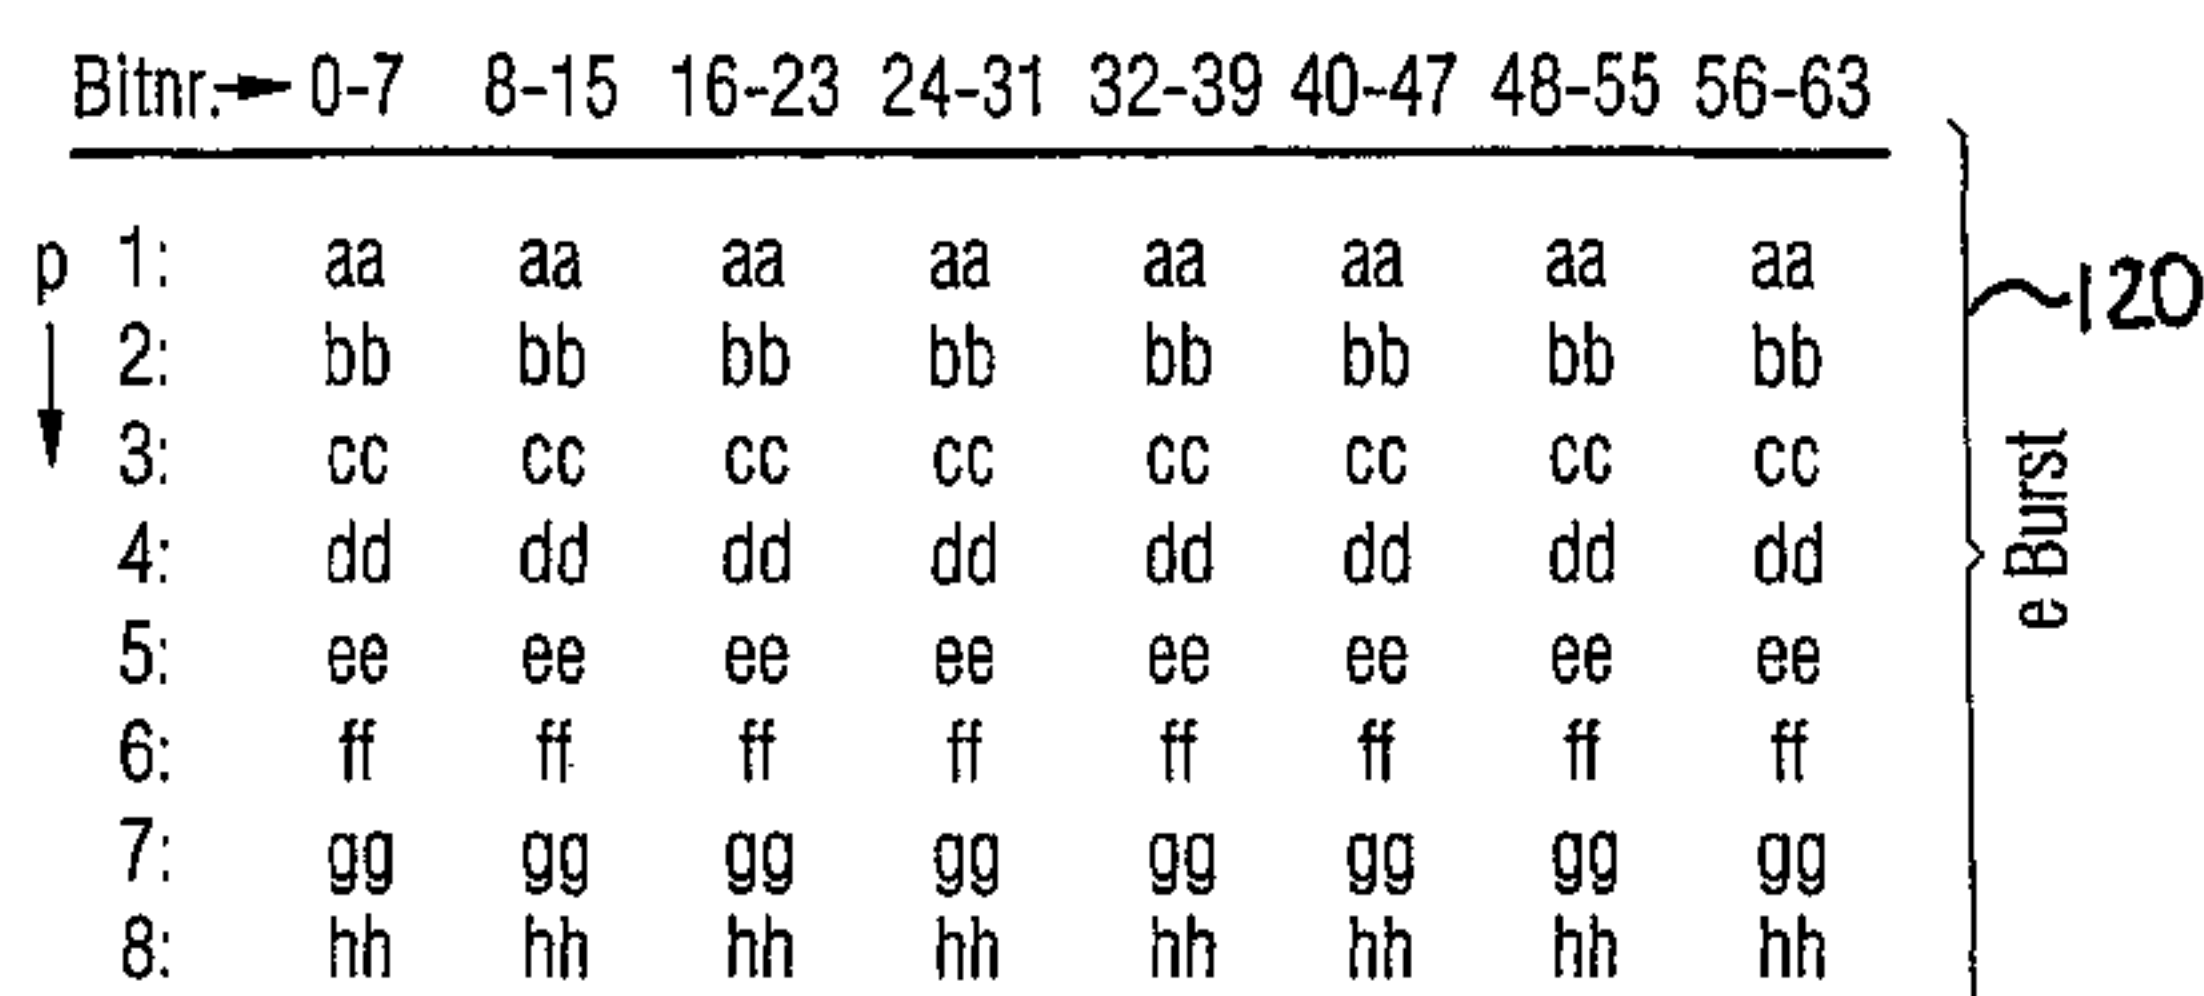 Bitnr. → 0-7 8-15 16-23 24-31 32-39 40-47 48-55 56-63
p 1: aa aa aa aa aa aa aa aa
2: bb bb bb bb bb bb bb bb
3: cc cc cc cc cc cc cc cc
4: dd dd dd dd dd dd dd dd
5: ee ee ee ee ee ee ee ee
6: ff ff ff ff ff ff ff ff
7: gg gg gg gg gg gg gg gg
8: hh hh hh hh hh hh hh hh
120
e Burst